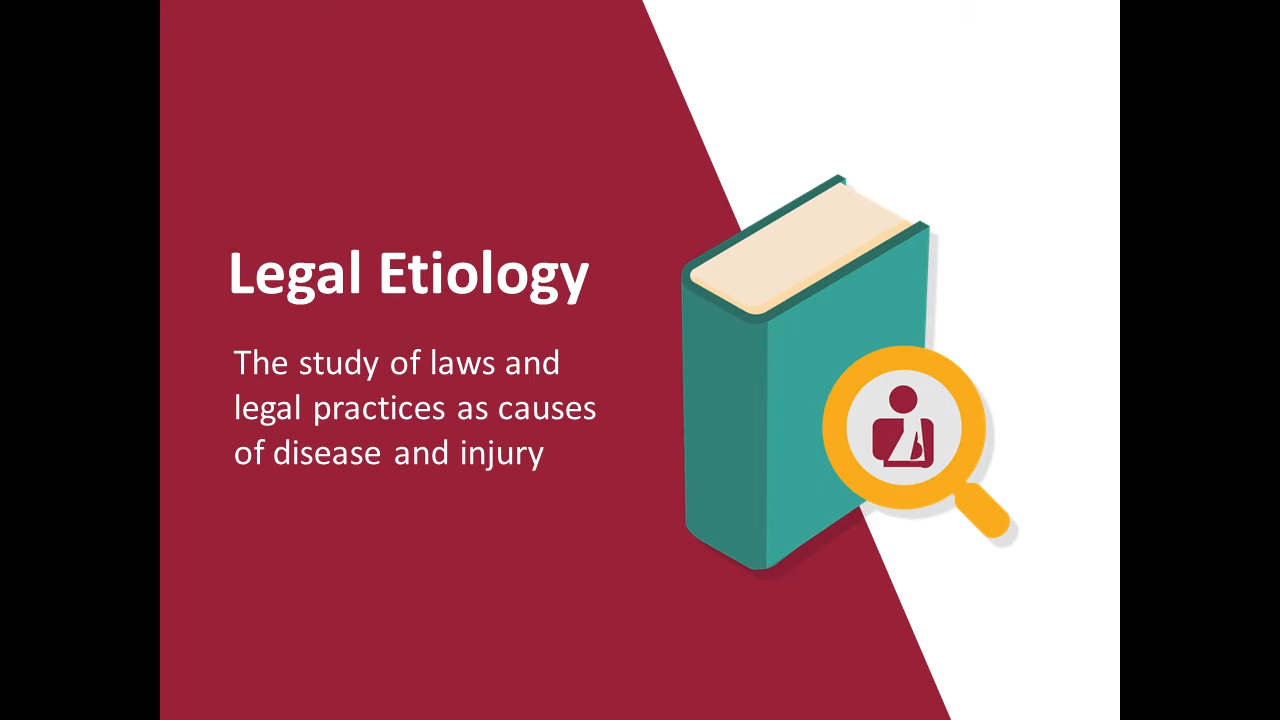 Legal Etiology
The study of laws and
legal practices as causes
of disease and injury